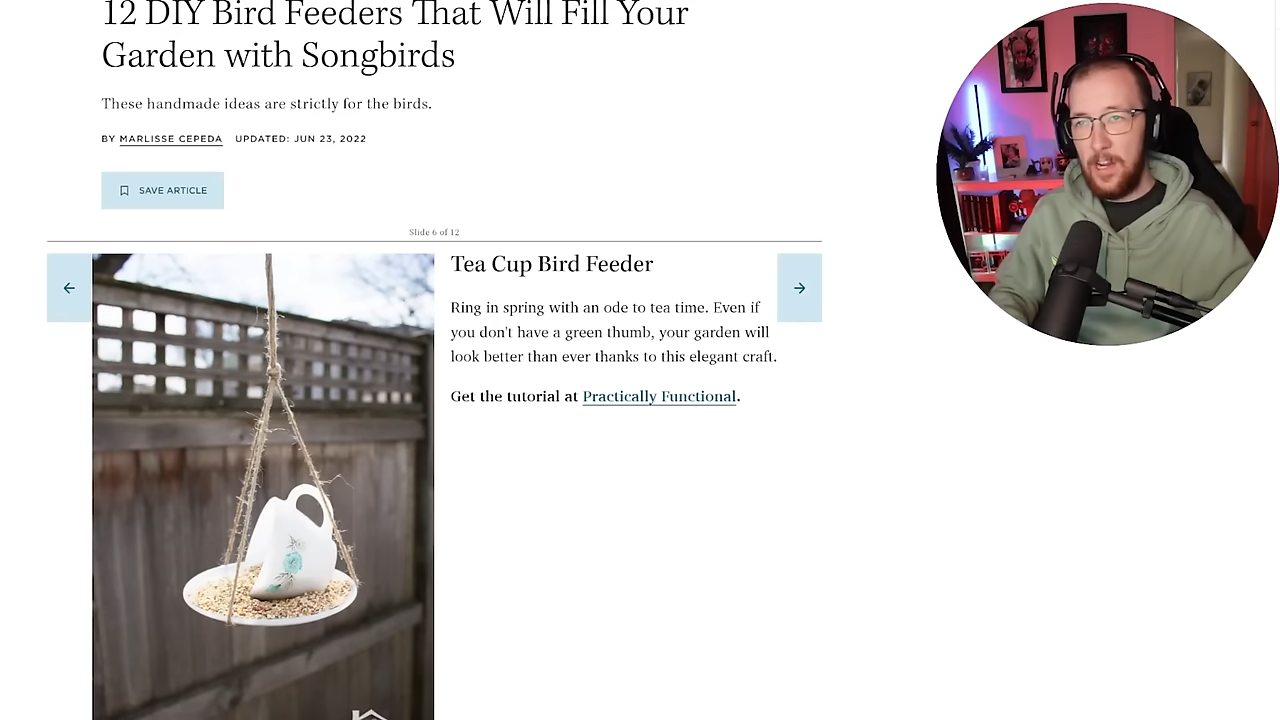 12 DIY Bird Feeders That Will Fill Your
Garden with Songbirds
These handmade ideas are strictly for the birds.
BY MARLISSE CEPEDA UPDATED: JUN 23, 2022
SAVE ARTICLE
Slide 6 of 12
Tea Cup Bird Feeder
Ring in spring with an ode to tea time. Even if
you don't have a green thumb, your garden will
look better than ever thanks to this elegant craft.
Get the tutorial at Practically Functional.